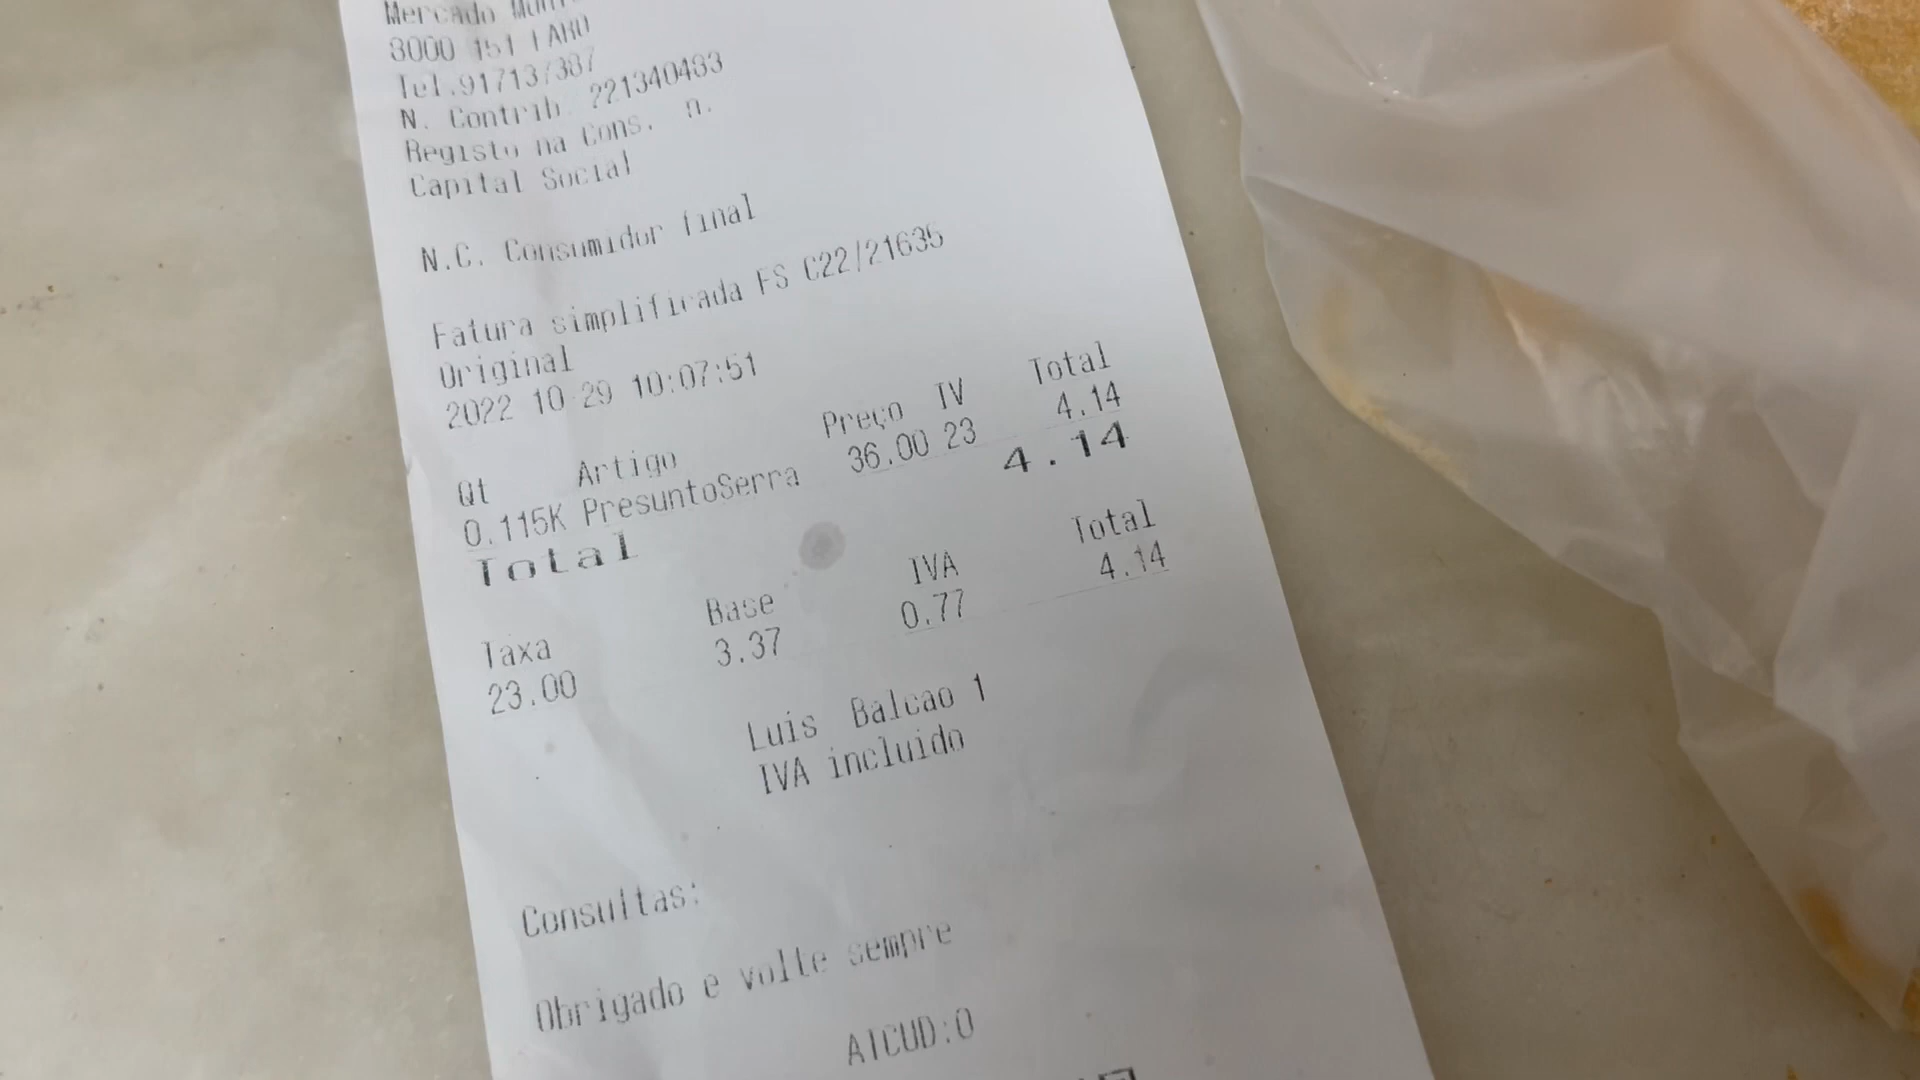 Mercado
8000 151 FARO
Tel.917137387
N. Contrib. 221340483
Registo na Cons. n.
Capital Social
N.C. Consumidor final
Fatura simplificada FS C22/21635
Original
2022 10 29 10:07:51
Qt Artigo Preço IV Total
0.115K PresuntoSerra 36.00 23 4.14
Total 4.14
Taxa Base IVA Total
23.00 3.37 0.77 4.14
Luis Balcao 1
IVA incluido
Consultas:
Obrigado e volte sempre
ATCUD:0